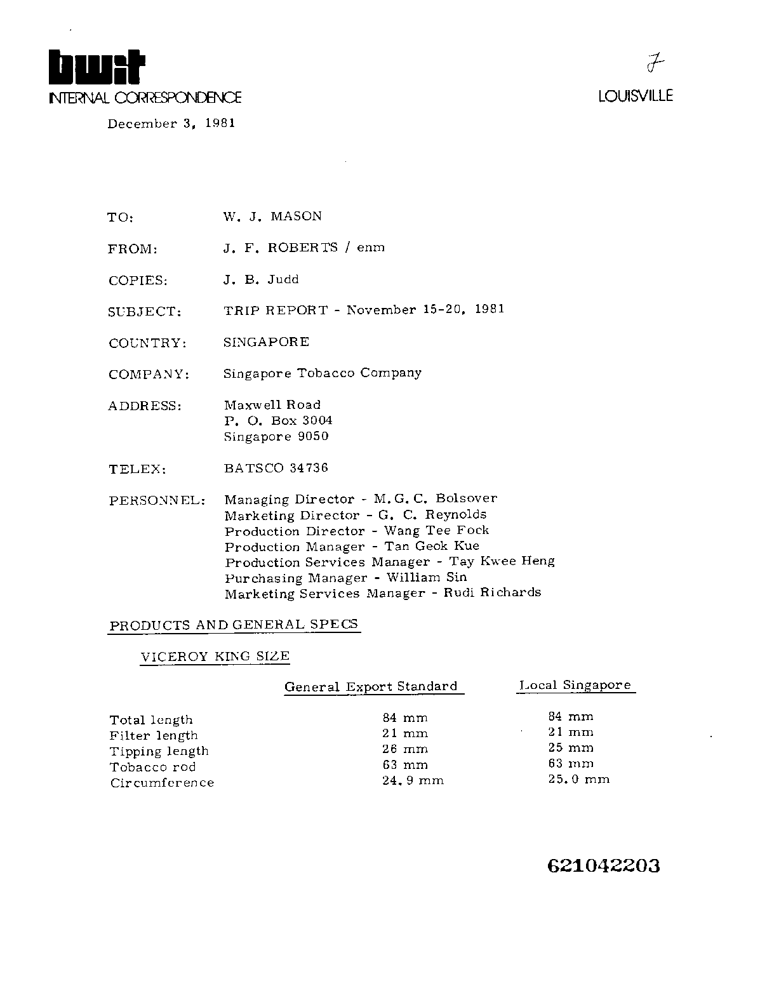 bwit
INTERNAL CORRESPONDENCE
LOUISVILLE
December 3, 1981
TO: W. J. MASON
FROM: J. F. ROBERTS / enm
COPIES: J. B. Judd
SUBJECT: TRIP REPORT - November 15-20, 1981
COUNTRY: SINGAPORE
COMPANY: Singapore Tobacco Company
ADDRESS: Maxwell Road
P. O. Box 3004
Singapore 9050
TELEX: BATSCO 34736
PERSONNEL: Managing Director - M. G. C. Bolsover
Marketing Director - G. C. Reynolds
Production Director - Wang Tee Fock
Production Manager - Tan Geok Kue
Production Services Manager - Tay Kwee Heng
Purchasing Manager - William Sin
Marketing Services Manager - Rudi Richards
PRODUCTS AND GENERAL SPECS
VICEROY KING SIZE
General Export Standard Local Singapore
Total length 84 mm 84 mm
Filter length 21 mm 21 mm
Tipping length 26 mm 25 mm
Tobacco rod 63 mm 63 mm
Circumference 24.9 mm 25.0 mm
621042203